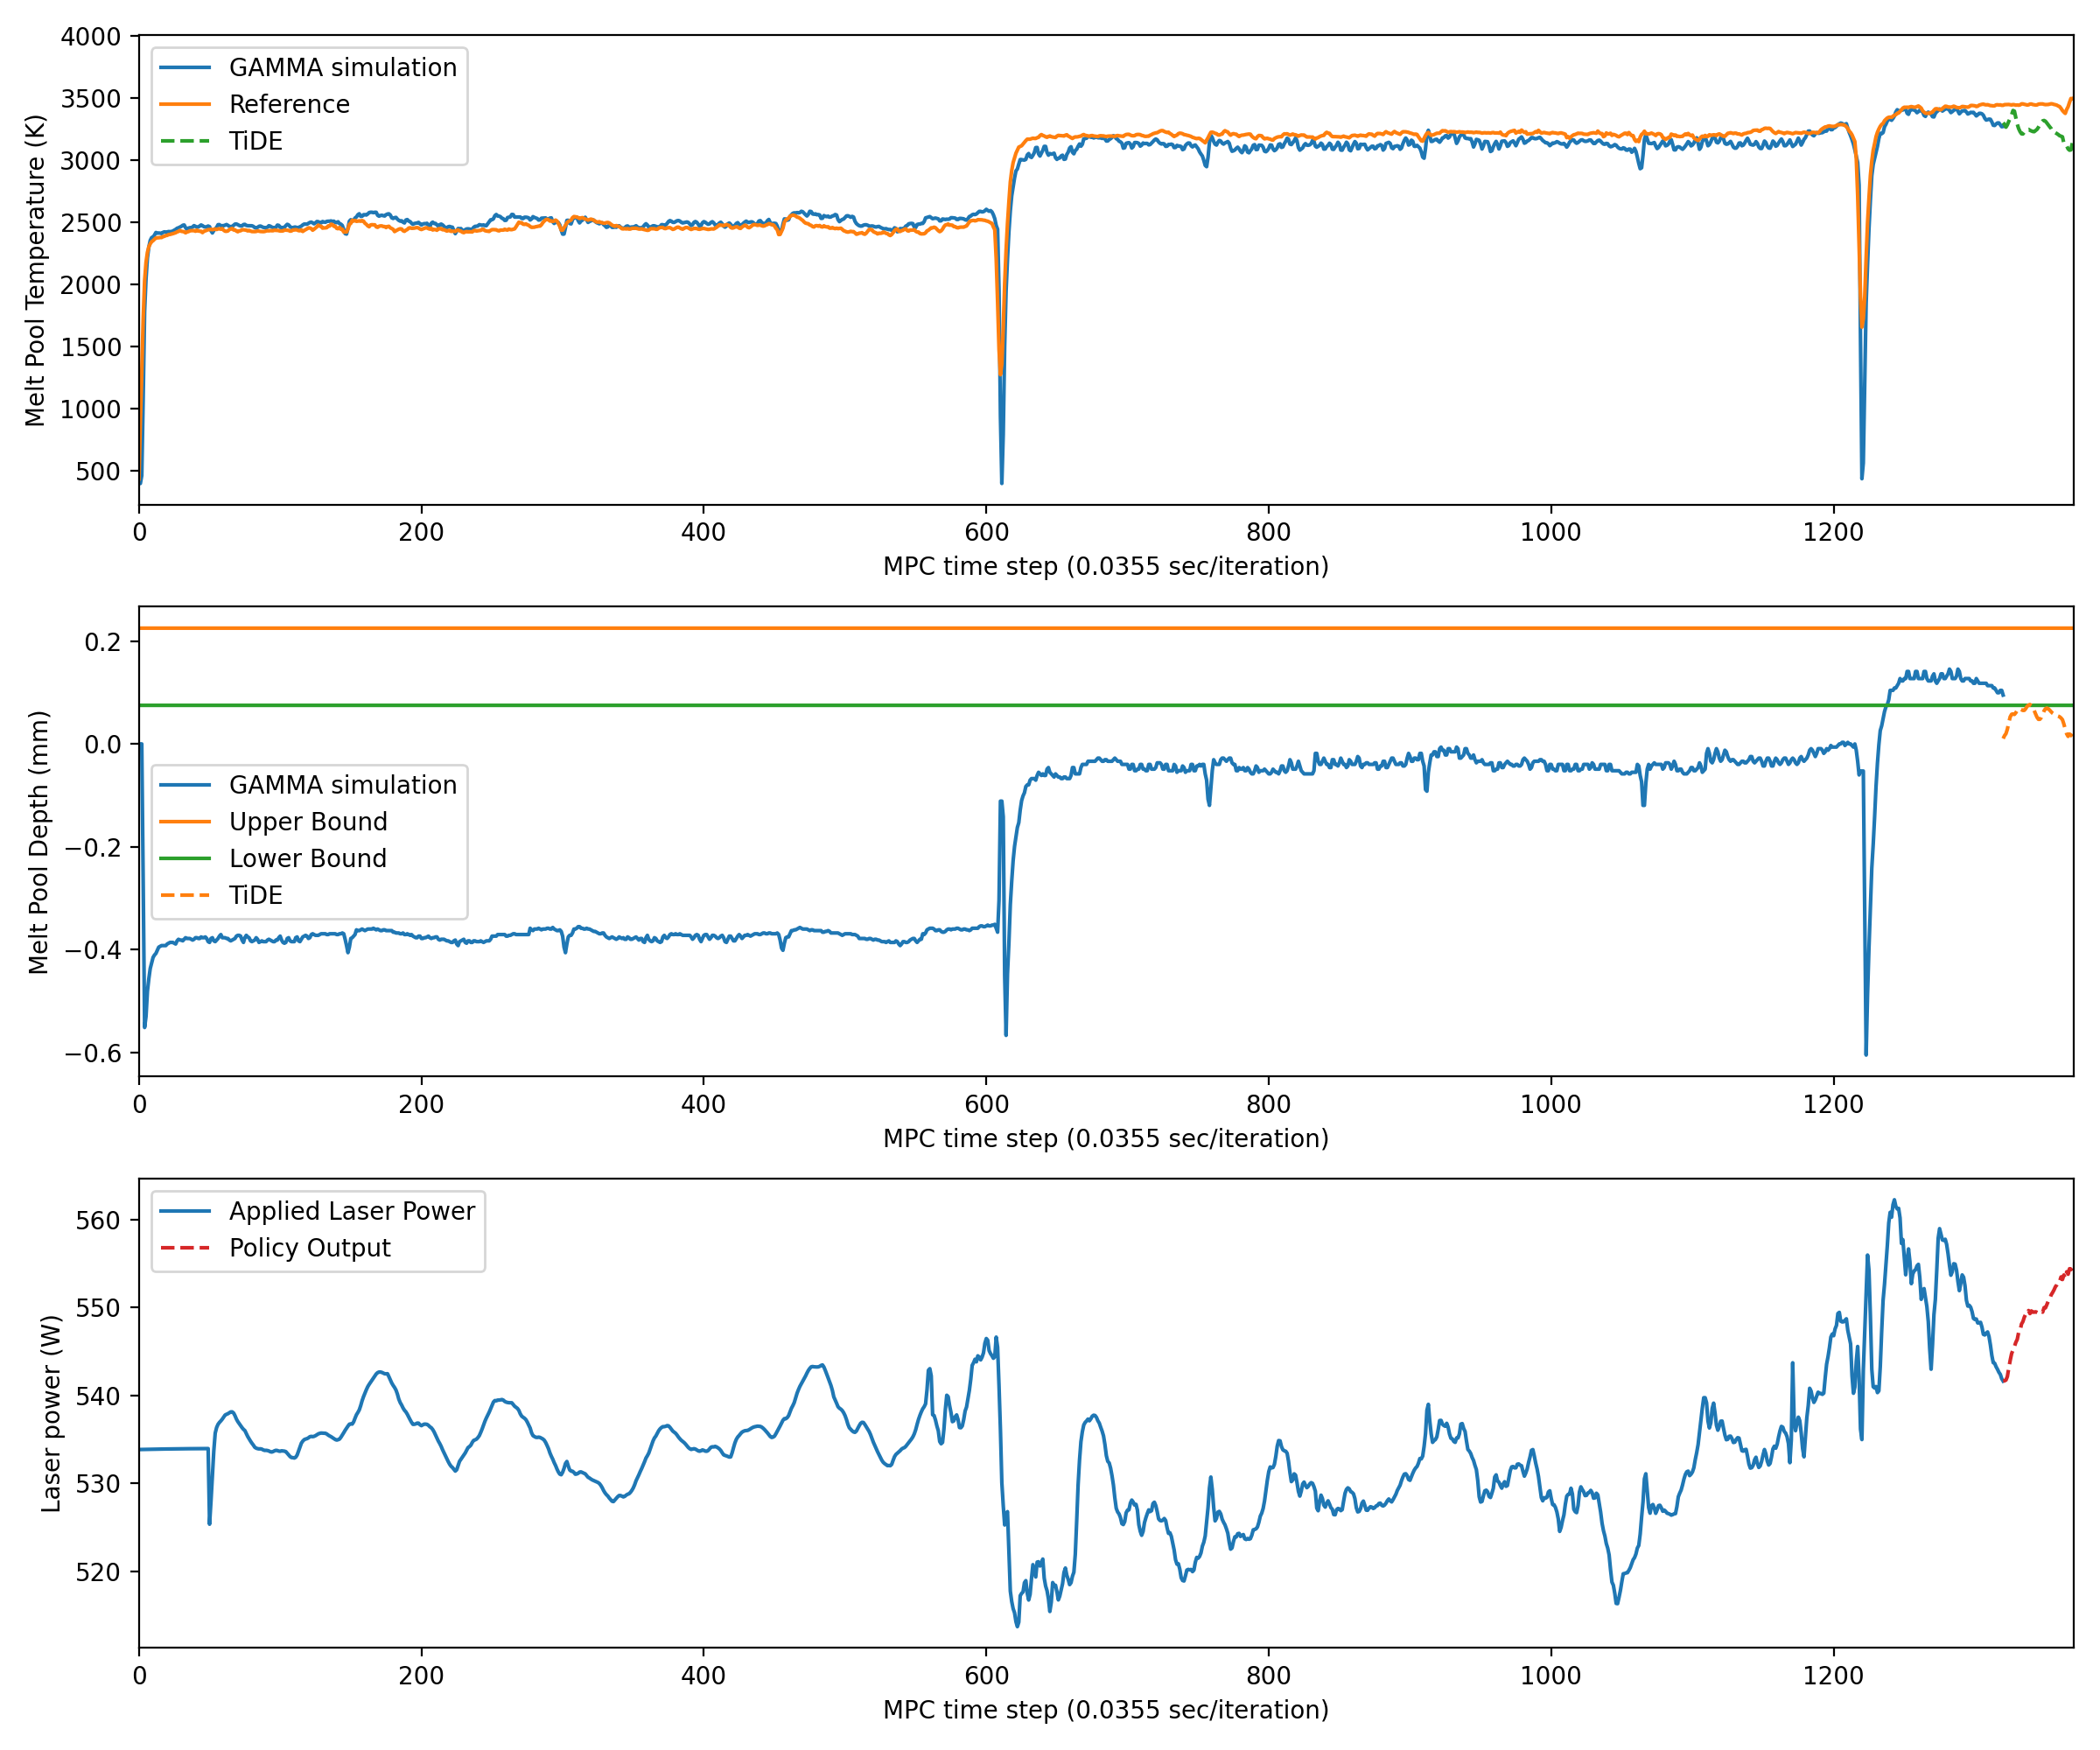 4000
3500
3000
2500
2000
1500
1000
500
Melt Pool Temperature (K)
GAMMA simulation
Reference
TiDE
0 200 400 600 800 1000 1200
MPC time step (0.0355 sec/iteration)
0.2
0.0
−0.2
−0.4
−0.6
Melt Pool Depth (mm)
GAMMA simulation
Upper Bound
Lower Bound
TiDE
0 200 400 600 800 1000 1200
MPC time step (0.0355 sec/iteration)
560
550
540
530
520
Laser power (W)
Applied Laser Power
Policy Output
0 200 400 600 800 1000 1200
MPC time step (0.0355 sec/iteration)